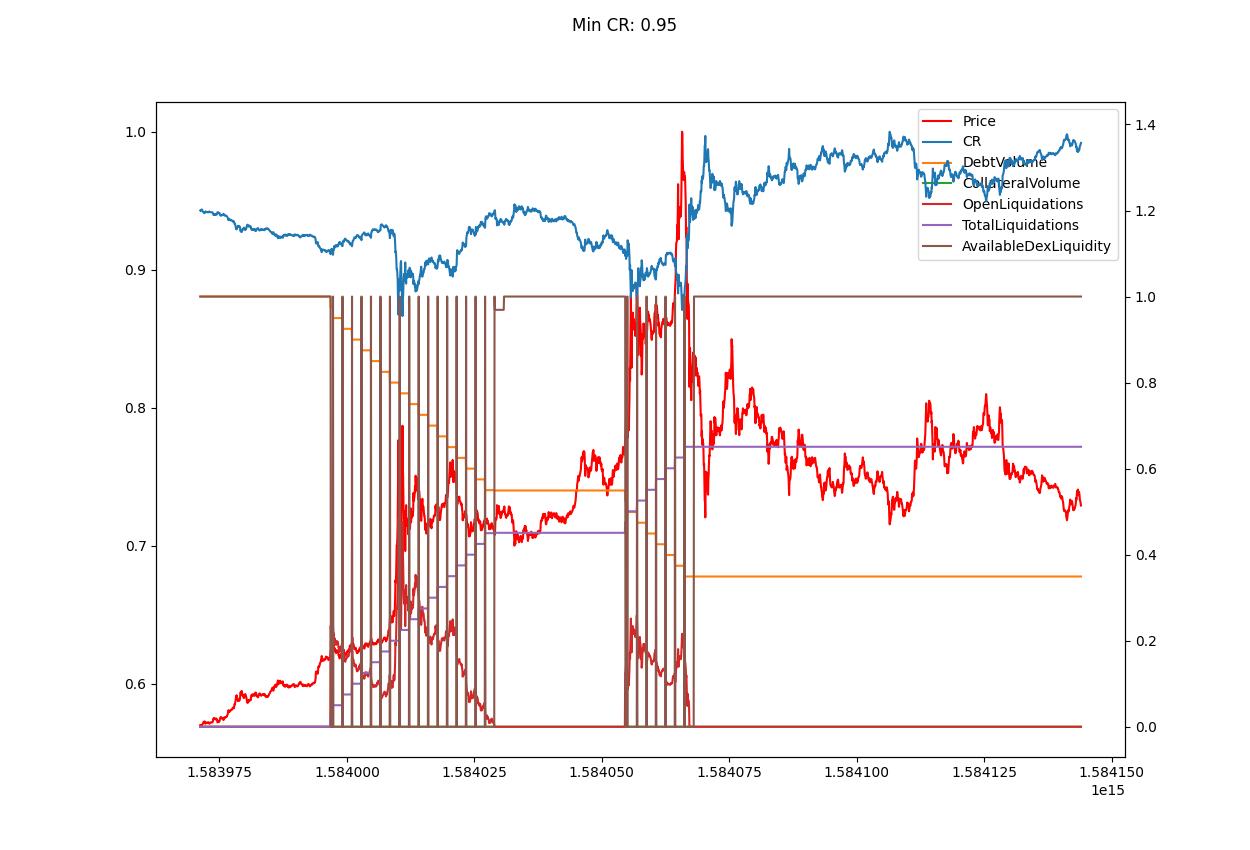 Min CR: 0.95
1.0
0.9
0.8
0.7
0.6
1.4
1.2
1.0
0.8
0.6
0.4
0.2
0.0
Price
CR
DebtVolume
CollateralVolume
OpenLiquidations
TotalLiquidations
AvailableDexLiquidity
1.583975 1.584000 1.584025 1.584050 1.584075 1.584100 1.584125 1.584150
1e15